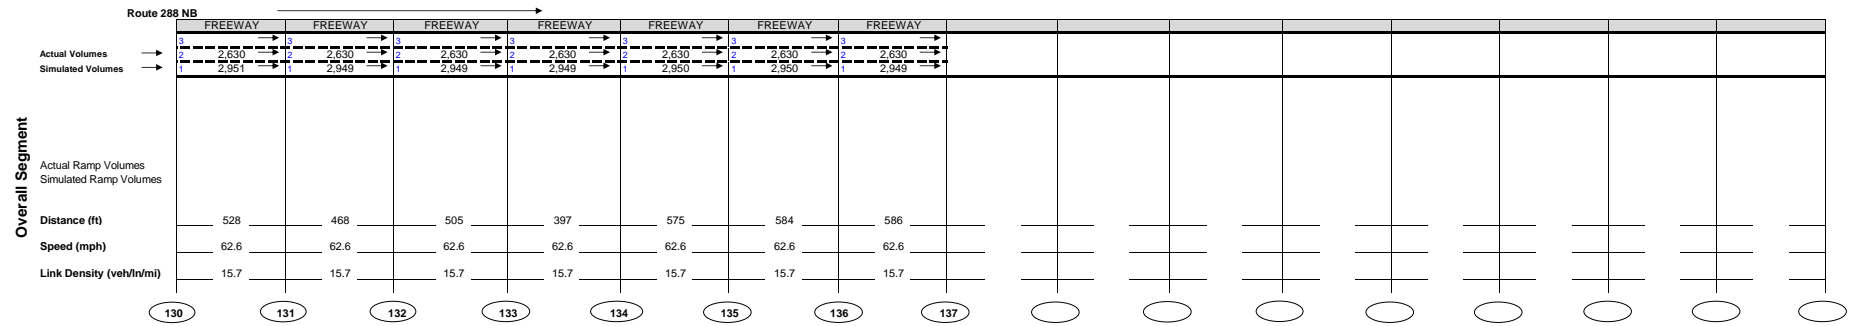 Route 288 NB
FREEWAY FREEWAY FREEWAY FREEWAY FREEWAY FREEWAY FREEWAY
3 3 3 3 3 3 3
Actual Volumes 2 2,630 2 2,630 2 2,630 2 2,630 2 2,630 2 2,630 2 2,630
Simulated Volumes 1 2,951 1 2,949 1 2,949 1 2,949 1 2,950 1 2,950 1 2,949
Overall Segment
Actual Ramp Volumes
Simulated Ramp Volumes
Distance (ft) 528 468 505 397 575 584 586
Speed (mph) 62.6 62.6 62.6 62.6 62.6 62.6 62.6
Link Density (veh/ln/mi) 15.7 15.7 15.7 15.7 15.7 15.7 15.7
130 131 132 133 134 135 136 137